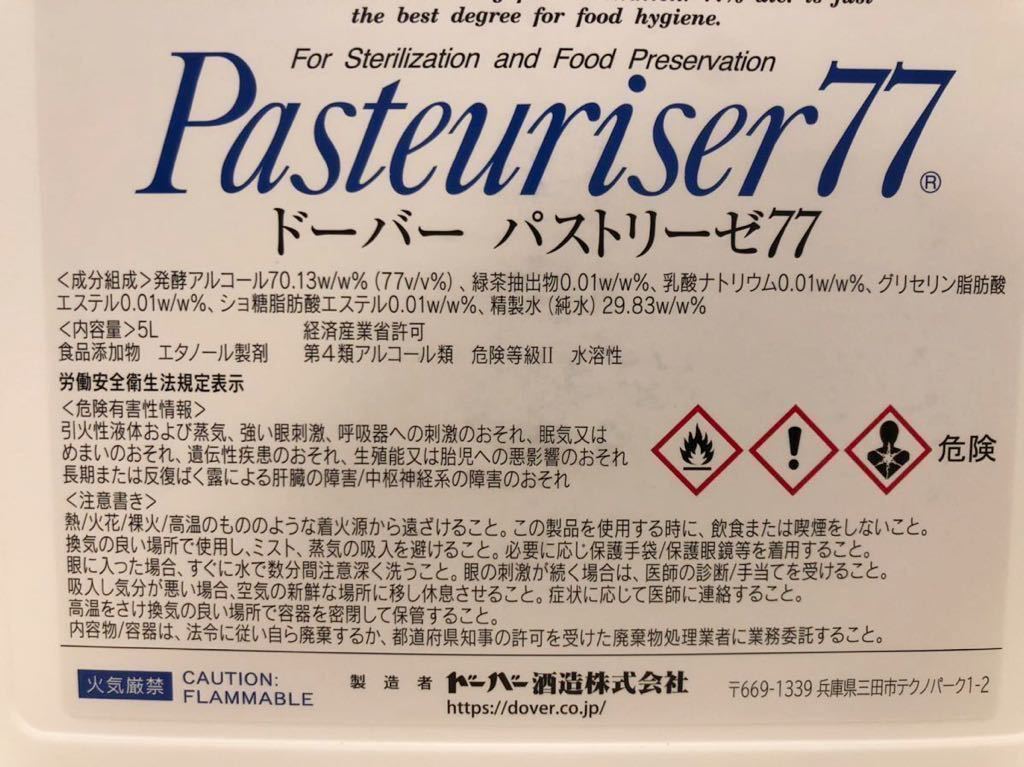 the best degree for food hygiene.
For Sterilization and Food Preservation
Pasteuriser77®
ドーバー パストリーゼ77
<成分組成>発酵アルコール70.13w/w% (77v/v%) 、緑茶抽出物0.01w/w%、乳酸ナトリウム0.01w/w%、グリセリン脂肪酸
エステル0.01w/w%、ショ糖脂肪酸エステル0.01w/w%、精製水 (純水) 29.83w/w%
<内容量>5L 経済産業省許可
食品添加物 エタノール製剤 第4類アルコール類 危険等級II 水溶性
労働安全衛生法規定表示
<危険有害性情報>
引火性液体および蒸気、強い眼刺激、呼吸器への刺激のおそれ、眠気又は
めまいのおそれ、遺伝性疾患のおそれ、生殖能又は胎児への悪影響のおそれ
長期または反復ばく露による肝臓の障害/中枢神経系の障害のおそれ
危険
<注意書き>
熱/火花/裸火/高温のもののような着火源から遠ざけること。この製品を使用する時に、飲食または喫煙をしないこと。
換気の良い場所で使用し、ミスト、蒸気の吸入を避けること。必要に応じ保護手袋/保護眼鏡等を着用すること。
眼に入った場合、すぐに水で数分間注意深く洗うこと。眼の刺激が続く場合は、医師の診断/手当てを受けること。
吸入し気分が悪い場合、空気の新鮮な場所に移し休息させること。症状に応じて医師に連絡すること。
高温をさけ換気の良い場所で容器を密閉して保管すること。
内容物/容器は、法令に従い自ら廃棄するか、都道府県知事の許可を受けた廃棄物処理業者に業務委託すること。
火気厳禁 CAUTION: FLAMMABLE
製造者 ドーバー酒造株式会社 〒669-1339 兵庫県三田市テクノパーク1-2
https://dover.co.jp/